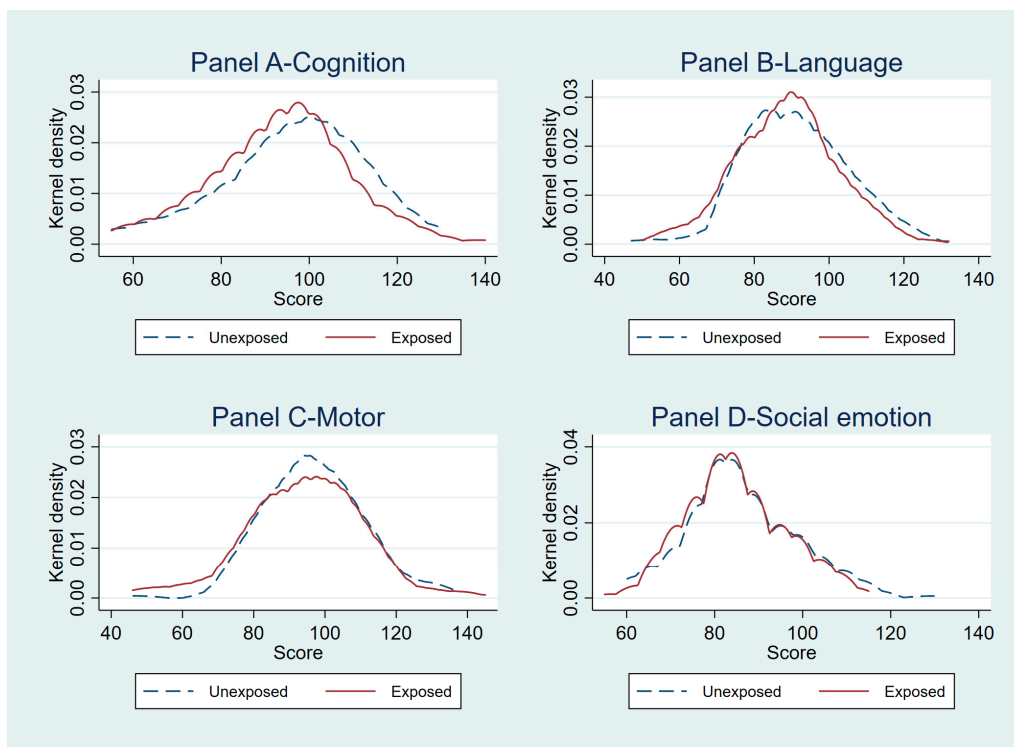 Panel A-Cognition
Kernel density
0.00 0.01 0.02 0.03
60 80 100 120 140
Score
Unexposed Exposed
Panel B-Language
Kernel density
0.00 0.01 0.02 0.03
40 60 80 100 120 140
Score
Unexposed Exposed
Panel C-Motor
Kernel density
0.00 0.01 0.02 0.03
40 60 80 100 120 140
Score
Unexposed Exposed
Panel D-Social emotion
Kernel density
0.00 0.02 0.04
60 80 100 120 140
Score
Unexposed Exposed